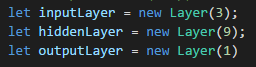 let inputLayer = new Layer(3);
let hiddenLayer = new Layer(9);
let outputLayer = new Layer(1)